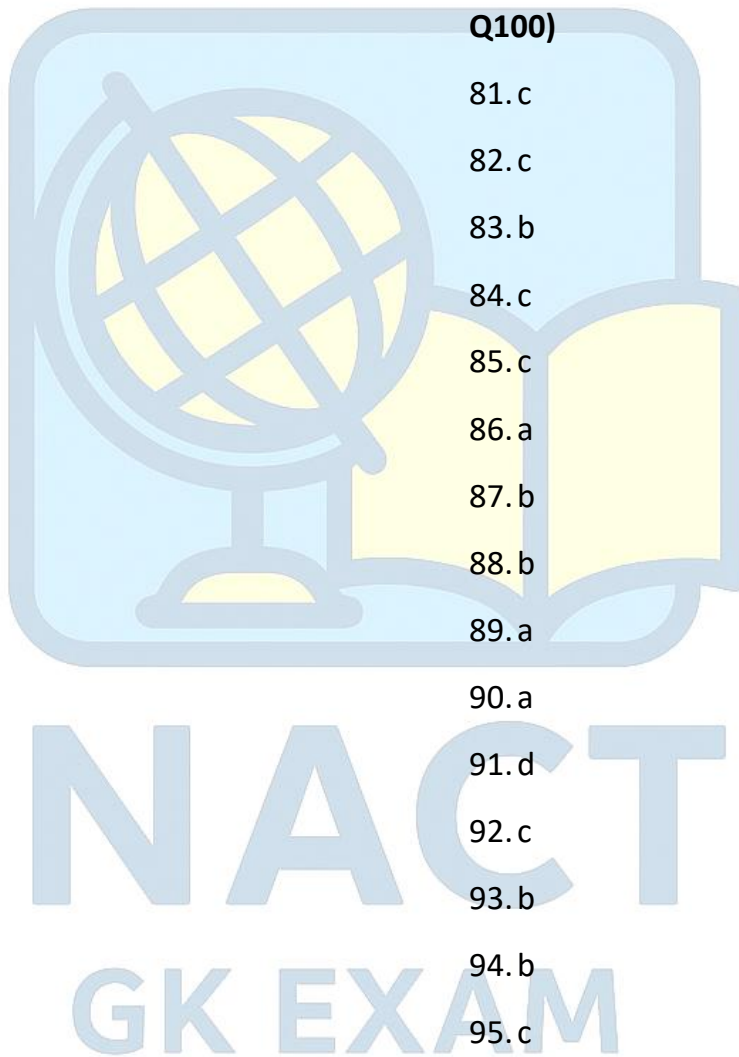 Q100)
81. c
82. c
83. b
84. c
85. c
86. a
87. b
88. b
89. a
90. a
91. d
92. c
93. b
94. b
95. c
NACT
GK EXAM